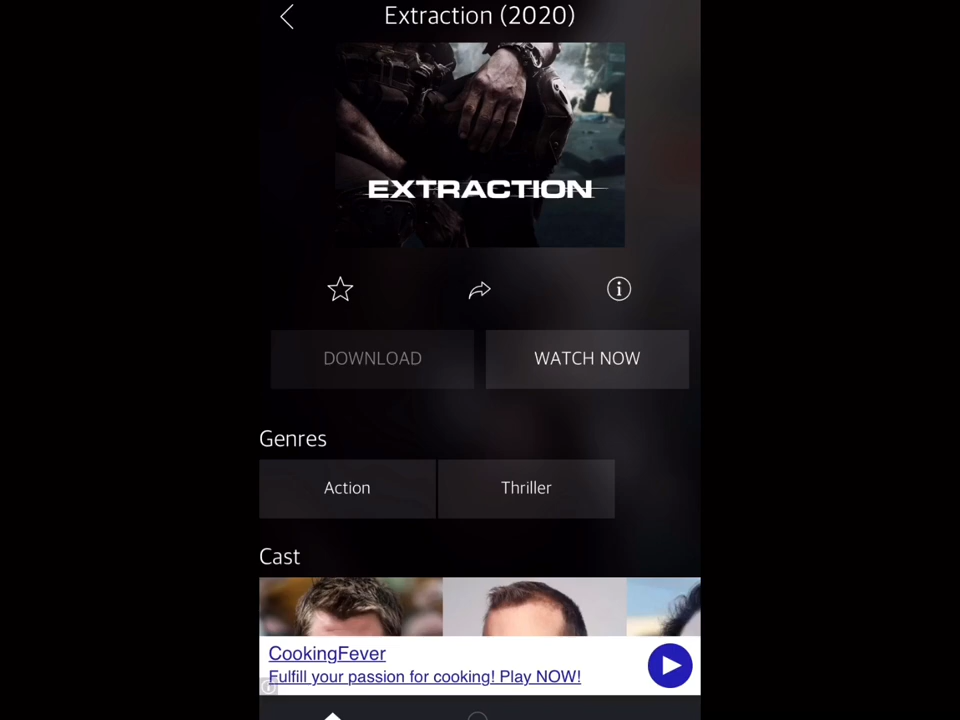 Extraction (2020)
EXTRACTION
DOWNLOAD
WATCH NOW
Genres
Action
Thriller
Cast
CookingFever
Fulfill your passion for cooking! Play NOW!